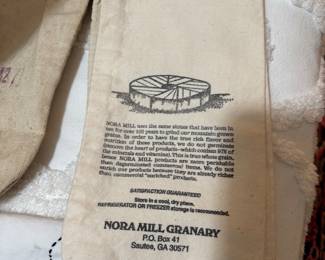 NORA MILL uses the same stones that have been in
use for over 100 years to grind our mountain grown
grains. In order to have the true rich flavor and
nutrition of these products, we do not germinate
(remove the heart of product—which contains 93% of
the minerals and vitamins). This is true whole grain,
hence NORA MILL products are more perishable
than degerminated commercial items. We do not
enrich our products because they are already richer
than commercial "enriched" products.
SATISFACTION GUARANTEED
Store in a cool, dry place.
REFRIGERATOR OR FREEZER storage is recommended.
NORA MILL GRANARY
P.O. Box 41
Sautee, GA 30571